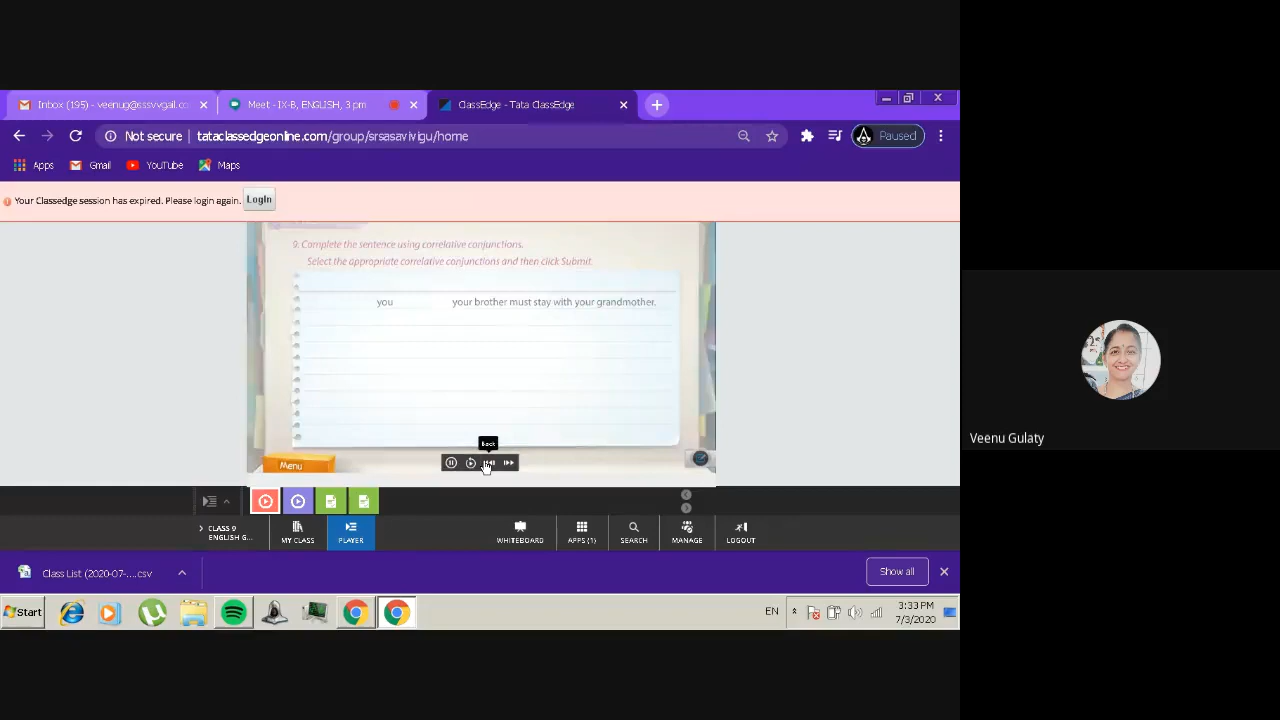 Inbox (195) - veenug@sssvvgail.co
Meet - IX-B, ENGLISH, 3 pm
ClassEdge - Tata ClassEdge
Not secure
tataclassedgeonline.com/group/srsasavivigu/home
Paused
Apps
Gmail
YouTube
Maps
Your Classedge session has expired. Please login again.
Login
9. Complete the sentence using correlative conjunctions.
Select the appropriate correlative conjunctions and then click Submit.
you your brother must stay with your grandmother.
Back
Menu
Veenu Gulaty
CLASS 9
ENGLISH G...
MY CLASS
PLAYER
WHITEBOARD
APPS (1)
SEARCH
MANAGE
LOGOUT
Class List (2020-07-....csv
Show all
Start
EN
3:33 PM
7/3/2020